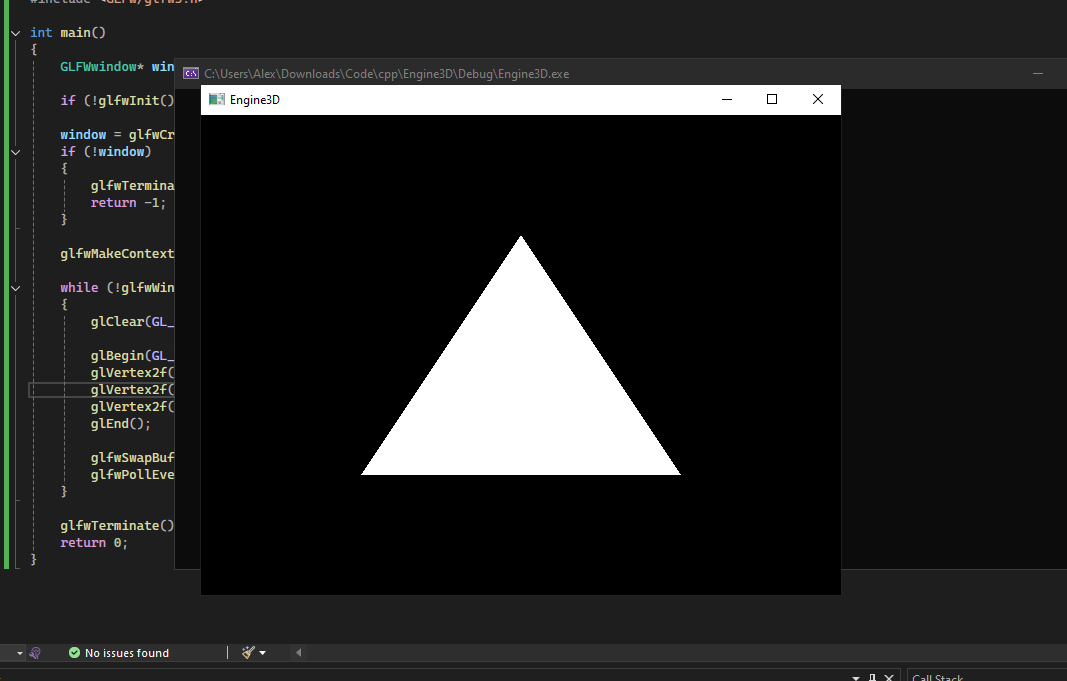 #include <GLFW/glfw3.h>
int main()
{
GLFWwindow* win
C:\Users\Alex\Downloads\Code\cpp\Engine3D\Debug\Engine3D.exe
Engine3D
if (!glfwInit()
window = glfwCr
if (!window)
{
glfwTermina
return -1;
}
glfwMakeContext
while (!glfwWin
{
glClear(GL_
glBegin(GL_
glVertex2f(
glVertex2f(
glVertex2f(
glEnd();
glfwSwapBuf
glfwPollEve
}
glfwTerminate()
return 0;
}
No issues found
Call Stack